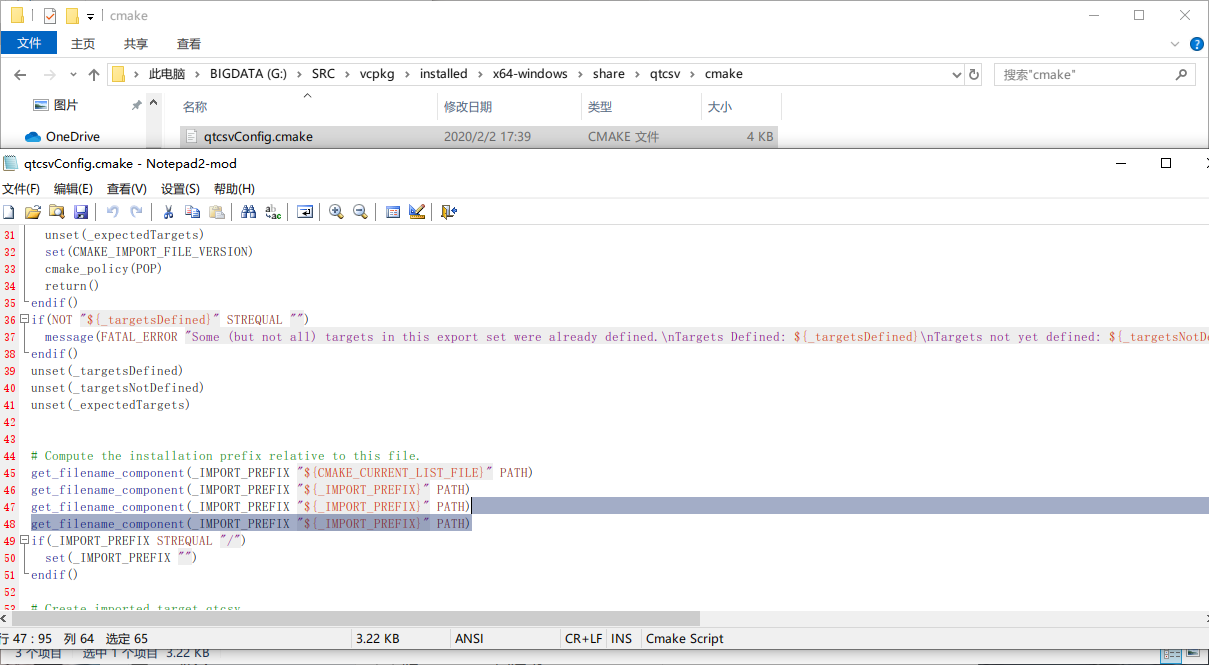 cmake
文件 主页 共享 查看
此电脑 BIGDATA (G:) SRC vcpkg installed x64-windows share qtcsv cmake 搜索"cmake"
图片 名称 修改日期 类型 大小
OneDrive qtcsvConfig.cmake 2020/2/2 17:39 CMAKE 文件 4 KB
qtcsvConfig.cmake - Notepad2-mod
文件(F) 编辑(E) 查看(V) 设置(S) 帮助(H)
31 unset(_expectedTargets)
32 set(CMAKE_IMPORT_FILE_VERSION)
33 cmake_policy(POP)
34 return()
35 endif()
36 if(NOT "${_targetsDefined}" STREQUAL "")
37 message(FATAL_ERROR "Some (but not all) targets in this export set were already defined.\nTargets Defined: ${_targetsDefined}\nTargets not yet defined: ${_targetsNotDe
38 endif()
39 unset(_targetsDefined)
40 unset(_targetsNotDefined)
41 unset(_expectedTargets)
42
43
44 # Compute the installation prefix relative to this file.
45 get_filename_component(_IMPORT_PREFIX "${CMAKE_CURRENT_LIST_FILE}" PATH)
46 get_filename_component(_IMPORT_PREFIX "${_IMPORT_PREFIX}" PATH)
47 get_filename_component(_IMPORT_PREFIX "${_IMPORT_PREFIX}" PATH)
48 get_filename_component(_IMPORT_PREFIX "${_IMPORT_PREFIX}" PATH)
49 if(_IMPORT_PREFIX STREQUAL "/")
50 set(_IMPORT_PREFIX "")
51 endif()
52
53 # Create imported target qtcsv
行 47 : 95 列 64 选定 65 3.22 KB ANSI CR+LF INS Cmake Script
3 个项目 选中 1 个项目 3.22 KB